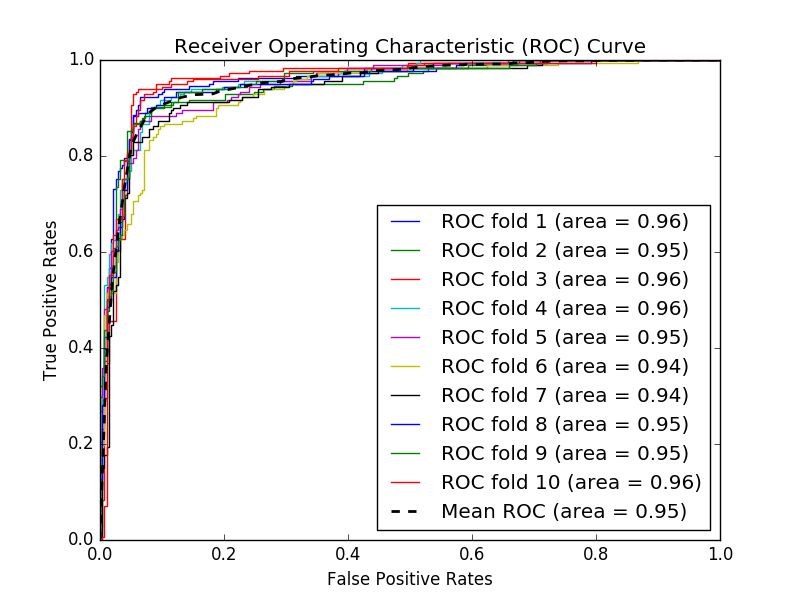 Receiver Operating Characteristic (ROC) Curve
1.0
0.8
0.6
0.4
0.2
0.0
True Positive Rates
ROC fold 1 (area = 0.96)
ROC fold 2 (area = 0.95)
ROC fold 3 (area = 0.96)
ROC fold 4 (area = 0.96)
ROC fold 5 (area = 0.95)
ROC fold 6 (area = 0.94)
ROC fold 7 (area = 0.94)
ROC fold 8 (area = 0.95)
ROC fold 9 (area = 0.95)
ROC fold 10 (area = 0.96)
Mean ROC (area = 0.95)
0.0 0.2 0.4 0.6 0.8 1.0
False Positive Rates